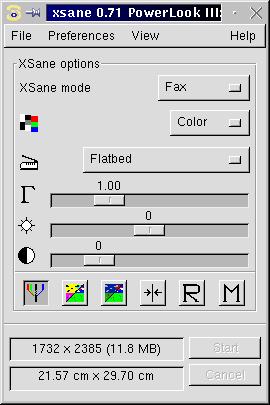 xsane 0.71 PowerLook III:
File Preferences View Help
XSane options
XSane mode Fax
Color
Flatbed
1.00
0
0
R M
1732 x 2385 (11.8 MB) Start
21.57 cm x 29.70 cm Cancel